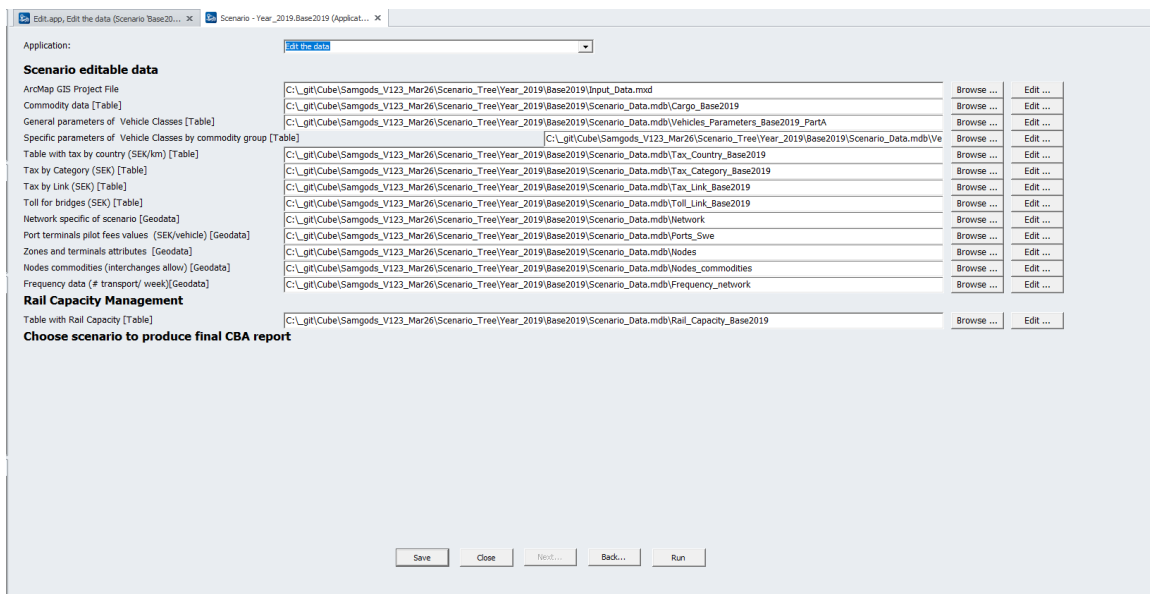 Edit.app, Edit the data (Scenario 'Base20... X Scenario - Year_2019.Base2019 (Applicat... X
Application: Edit the data
Scenario editable data
ArcMap GIS Project File C:\_git\Cube\Samgods_V123_Mar26\Scenario_Tree\Year_2019\Base2019\Input_Data.mxd Browse ... Edit ...
Commodity data [Table] C:\_git\Cube\Samgods_V123_Mar26\Scenario_Tree\Year_2019\Base2019\Scenario_Data.mdb\Cargo_Base2019 Browse ... Edit ...
General parameters of Vehicle Classes [Table] C:\_git\Cube\Samgods_V123_Mar26\Scenario_Tree\Year_2019\Base2019\Scenario_Data.mdb\Vehicles_Parameters_Base2019_PartA Browse ... Edit ...
Specific parameters of Vehicle Classes by commodity group [Table] C:\_git\Cube\Samgods_V123_Mar26\Scenario_Tree\Year_2019\Base2019\Scenario_Data.mdb\Ve Browse ... Edit ...
Table with tax by country (SEK/km) [Table] C:\_git\Cube\Samgods_V123_Mar26\Scenario_Tree\Year_2019\Base2019\Scenario_Data.mdb\Tax_Country_Base2019 Browse ... Edit ...
Tax by Category (SEK) [Table] C:\_git\Cube\Samgods_V123_Mar26\Scenario_Tree\Year_2019\Base2019\Scenario_Data.mdb\Tax_Category_Base2019 Browse ... Edit ...
Tax by Link (SEK) [Table] C:\_git\Cube\Samgods_V123_Mar26\Scenario_Tree\Year_2019\Base2019\Scenario_Data.mdb\Tax_Link_Base2019 Browse ... Edit ...
Toll for bridges (SEK) [Table] C:\_git\Cube\Samgods_V123_Mar26\Scenario_Tree\Year_2019\Base2019\Scenario_Data.mdb\Toll_Link_Base2019 Browse ... Edit ...
Network specific of scenario [Geodata] C:\_git\Cube\Samgods_V123_Mar26\Scenario_Tree\Year_2019\Base2019\Scenario_Data.mdb\Network Browse ... Edit ...
Port terminals pilot fees values (SEK/vehicle) [Geodata] C:\_git\Cube\Samgods_V123_Mar26\Scenario_Tree\Year_2019\Base2019\Scenario_Data.mdb\Ports_Swe Browse ... Edit ...
Zones and terminals attributes [Geodata] C:\_git\Cube\Samgods_V123_Mar26\Scenario_Tree\Year_2019\Base2019\Scenario_Data.mdb\Nodes Browse ... Edit ...
Nodes commodities (interchanges allow) [Geodata] C:\_git\Cube\Samgods_V123_Mar26\Scenario_Tree\Year_2019\Base2019\Scenario_Data.mdb\Nodes_commodities Browse ... Edit ...
Frequency data (# transport/ week)[Geodata] C:\_git\Cube\Samgods_V123_Mar26\Scenario_Tree\Year_2019\Base2019\Scenario_Data.mdb\Frequency_network Browse ... Edit ...
Rail Capacity Management
Table with Rail Capacity [Table] C:\_git\Cube\Samgods_V123_Mar26\Scenario_Tree\Year_2019\Base2019\Scenario_Data.mdb\Rail_Capacity_Base2019 Browse ... Edit ...
Choose scenario to produce final CBA report
Save Close Next... Back... Run